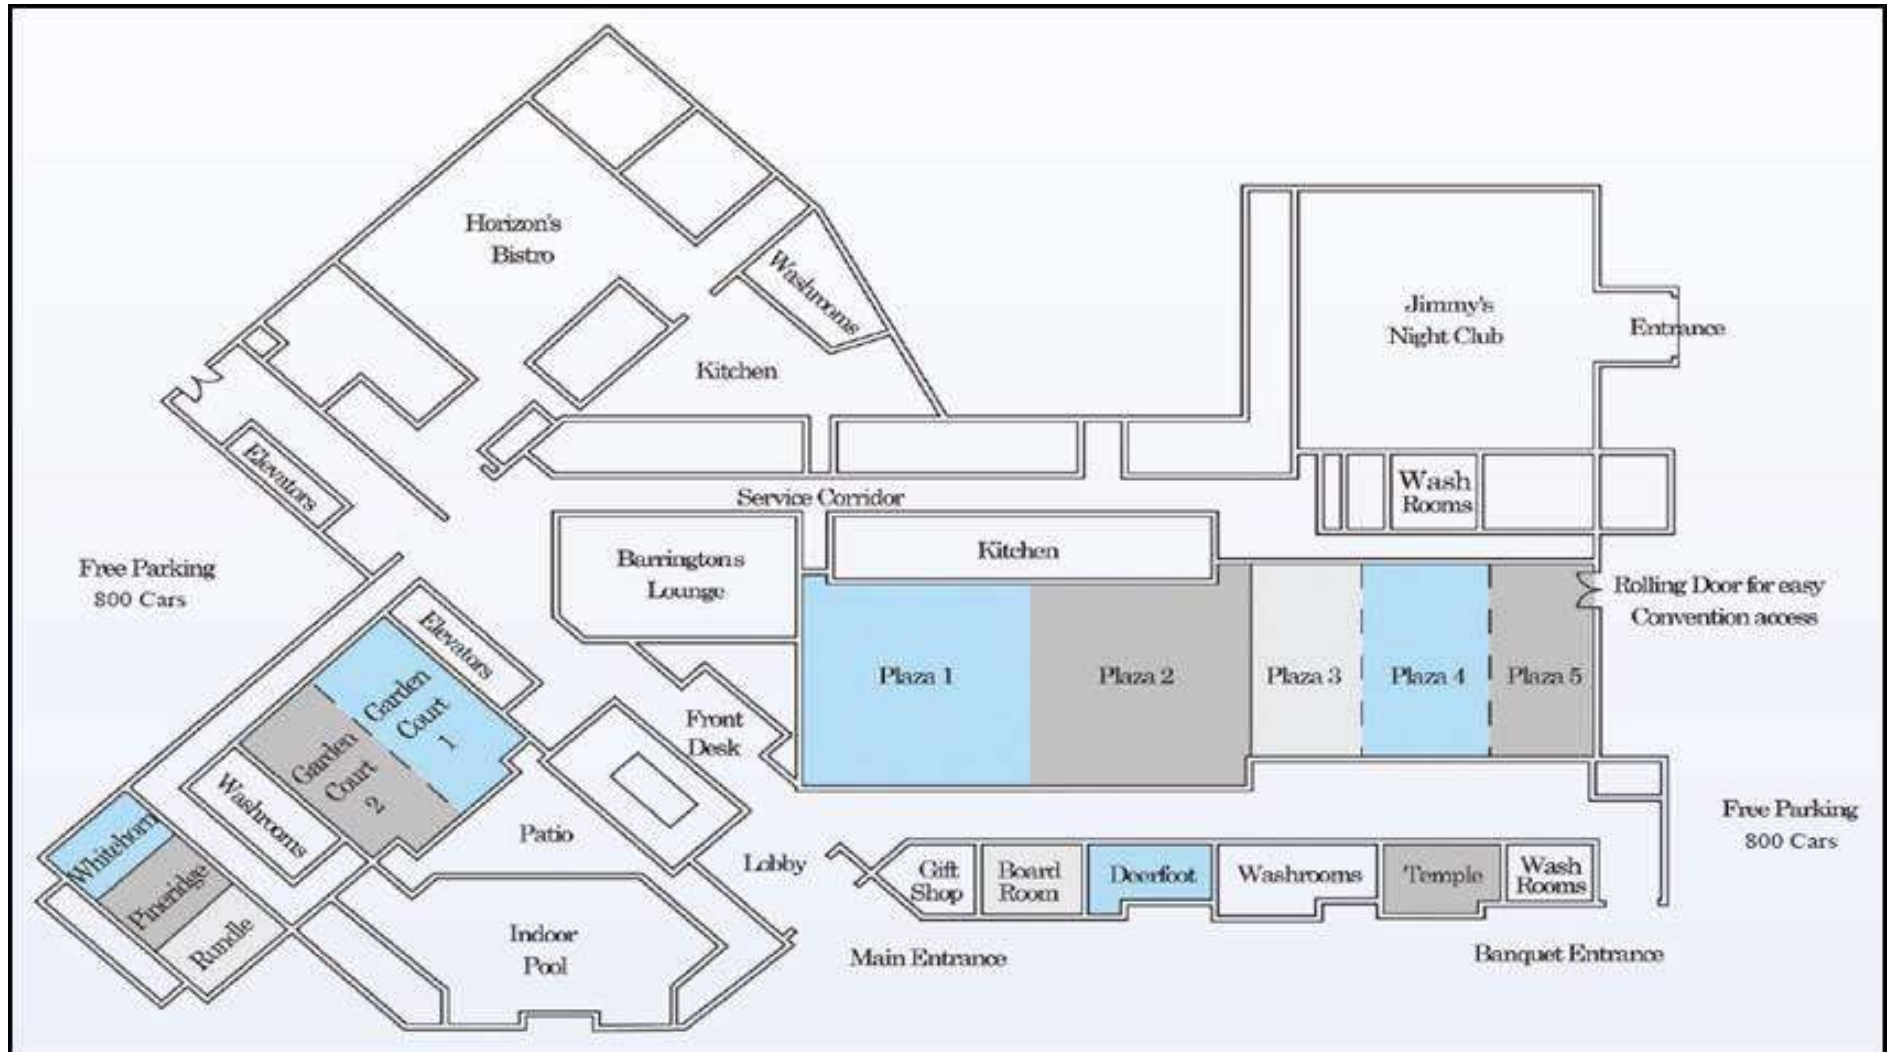 Horizon's
Bistro
Washrooms
Kitchen
Jimmy's
Night Club
Entrance
Elevators
Wash
Rooms
Service Corridor
Barringtons
Lounge
Kitchen
Free Parking
800 Cars
Rolling Door for easy
Convention access
Elevators
Garden
Court
1
Garden
Court
2
Plaza 1
Plaza 2
Plaza 3
Plaza 4
Plaza 5
Front
Desk
Washrooms
Patio
Lobby
Free Parking
800 Cars
Whitehorn
Pineridge
Rundle
Gift
Shop
Board
Room
Deerfoot
Washrooms
Temple
Wash
Rooms
Indoor
Pool
Main Entrance
Banquet Entrance